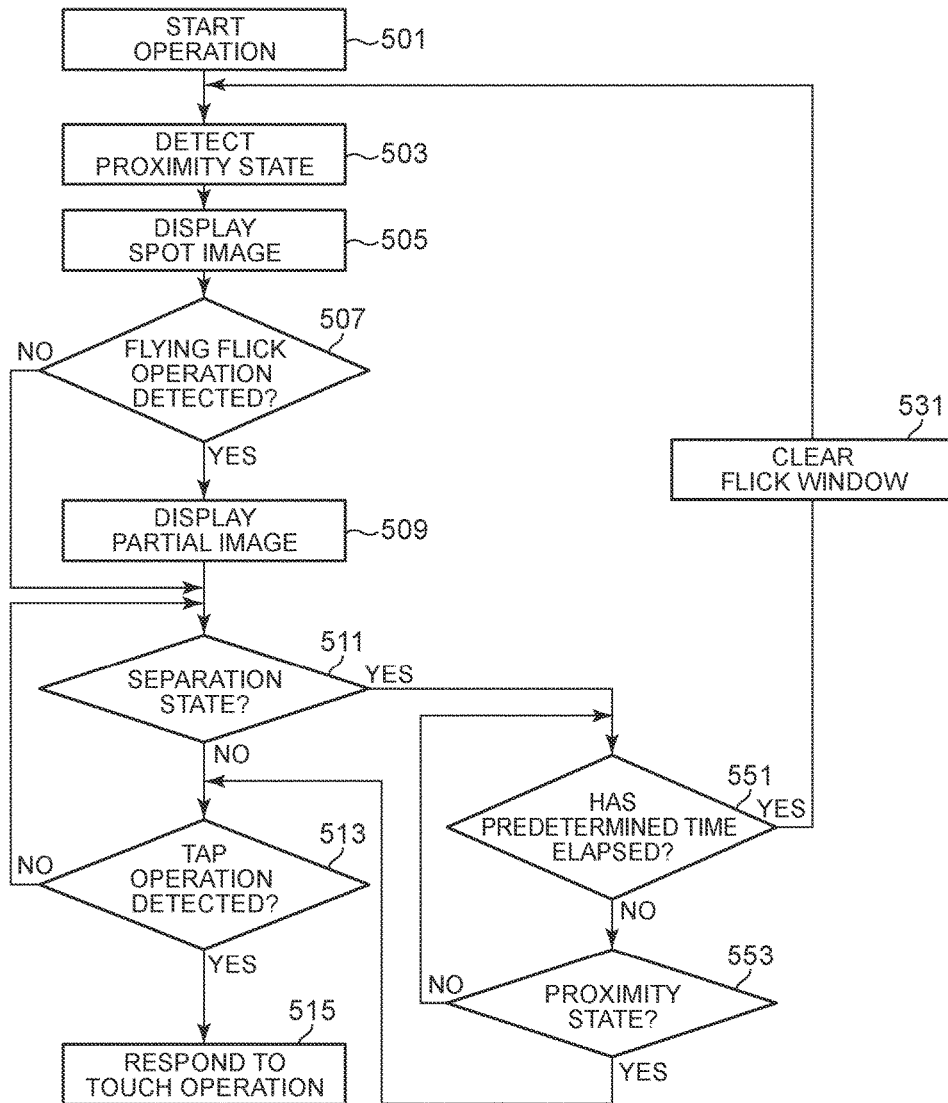 START
OPERATION
501
DETECT
PROXIMITY STATE
503
DISPLAY
SPOT IMAGE
505
507
NO
FLYING FLICK
OPERATION
DETECTED?
YES
531
CLEAR
FLICK WINDOW
DISPLAY
PARTIAL IMAGE
509
511
SEPARATION
STATE?
YES
NO
551
HAS
PREDETERMINED TIME
ELAPSED?
YES
NO
513
NO
TAP
OPERATION
DETECTED?
YES
553
NO
PROXIMITY
STATE?
YES
515
RESPOND TO
TOUCH OPERATION